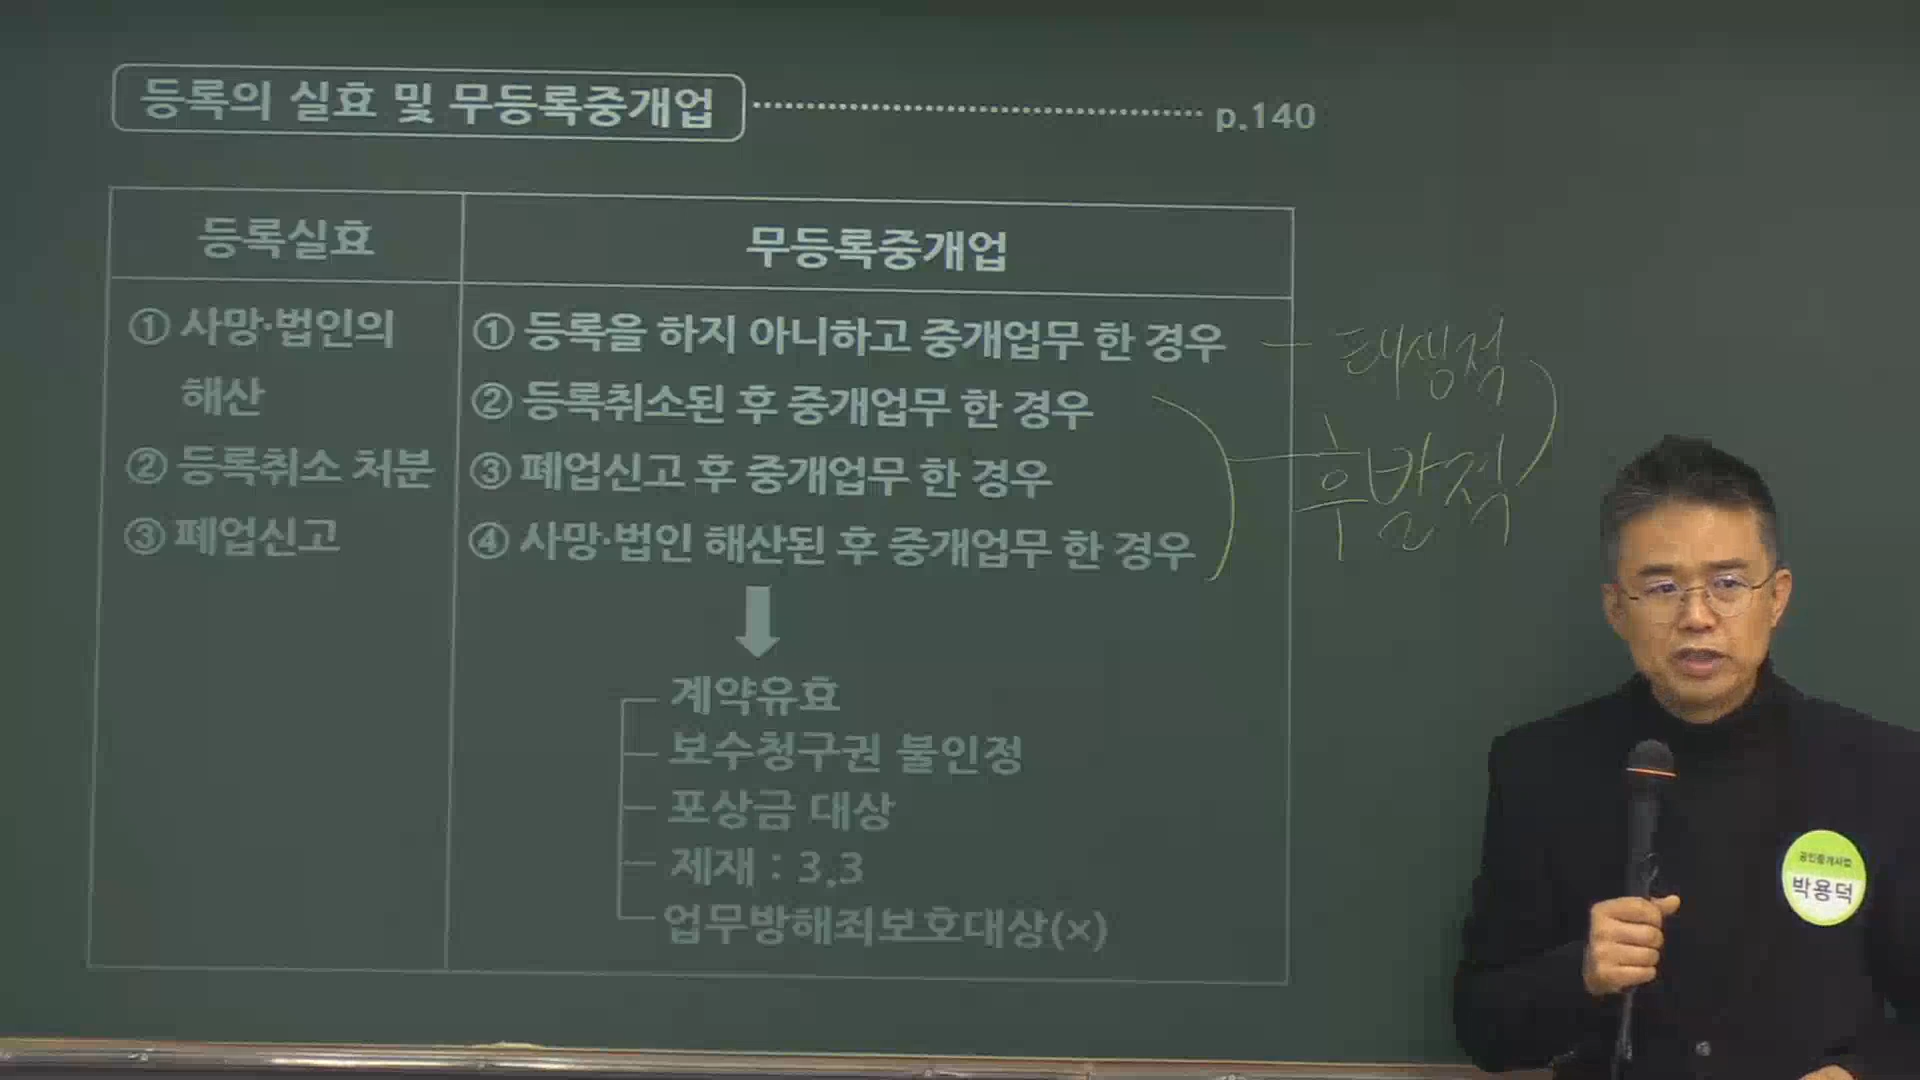 등록의 실효 및 무등록중개업 p.140
등록실효
① 사망·법인의
해산
② 등록취소 처분
③ 폐업신고
무등록중개업
① 등록을 하지 아니하고 중개업무 한 경우
② 등록취소된 후 중개업무 한 경우
③ 폐업신고 후 중개업무 한 경우
④ 사망·법인 해산된 후 중개업무 한 경우
계약유효
보수청구권 불인정
포상금 대상
제재 : 3.3
업무방해죄보호대상(×)
태생적
후발적
공인중개사법
박용덕